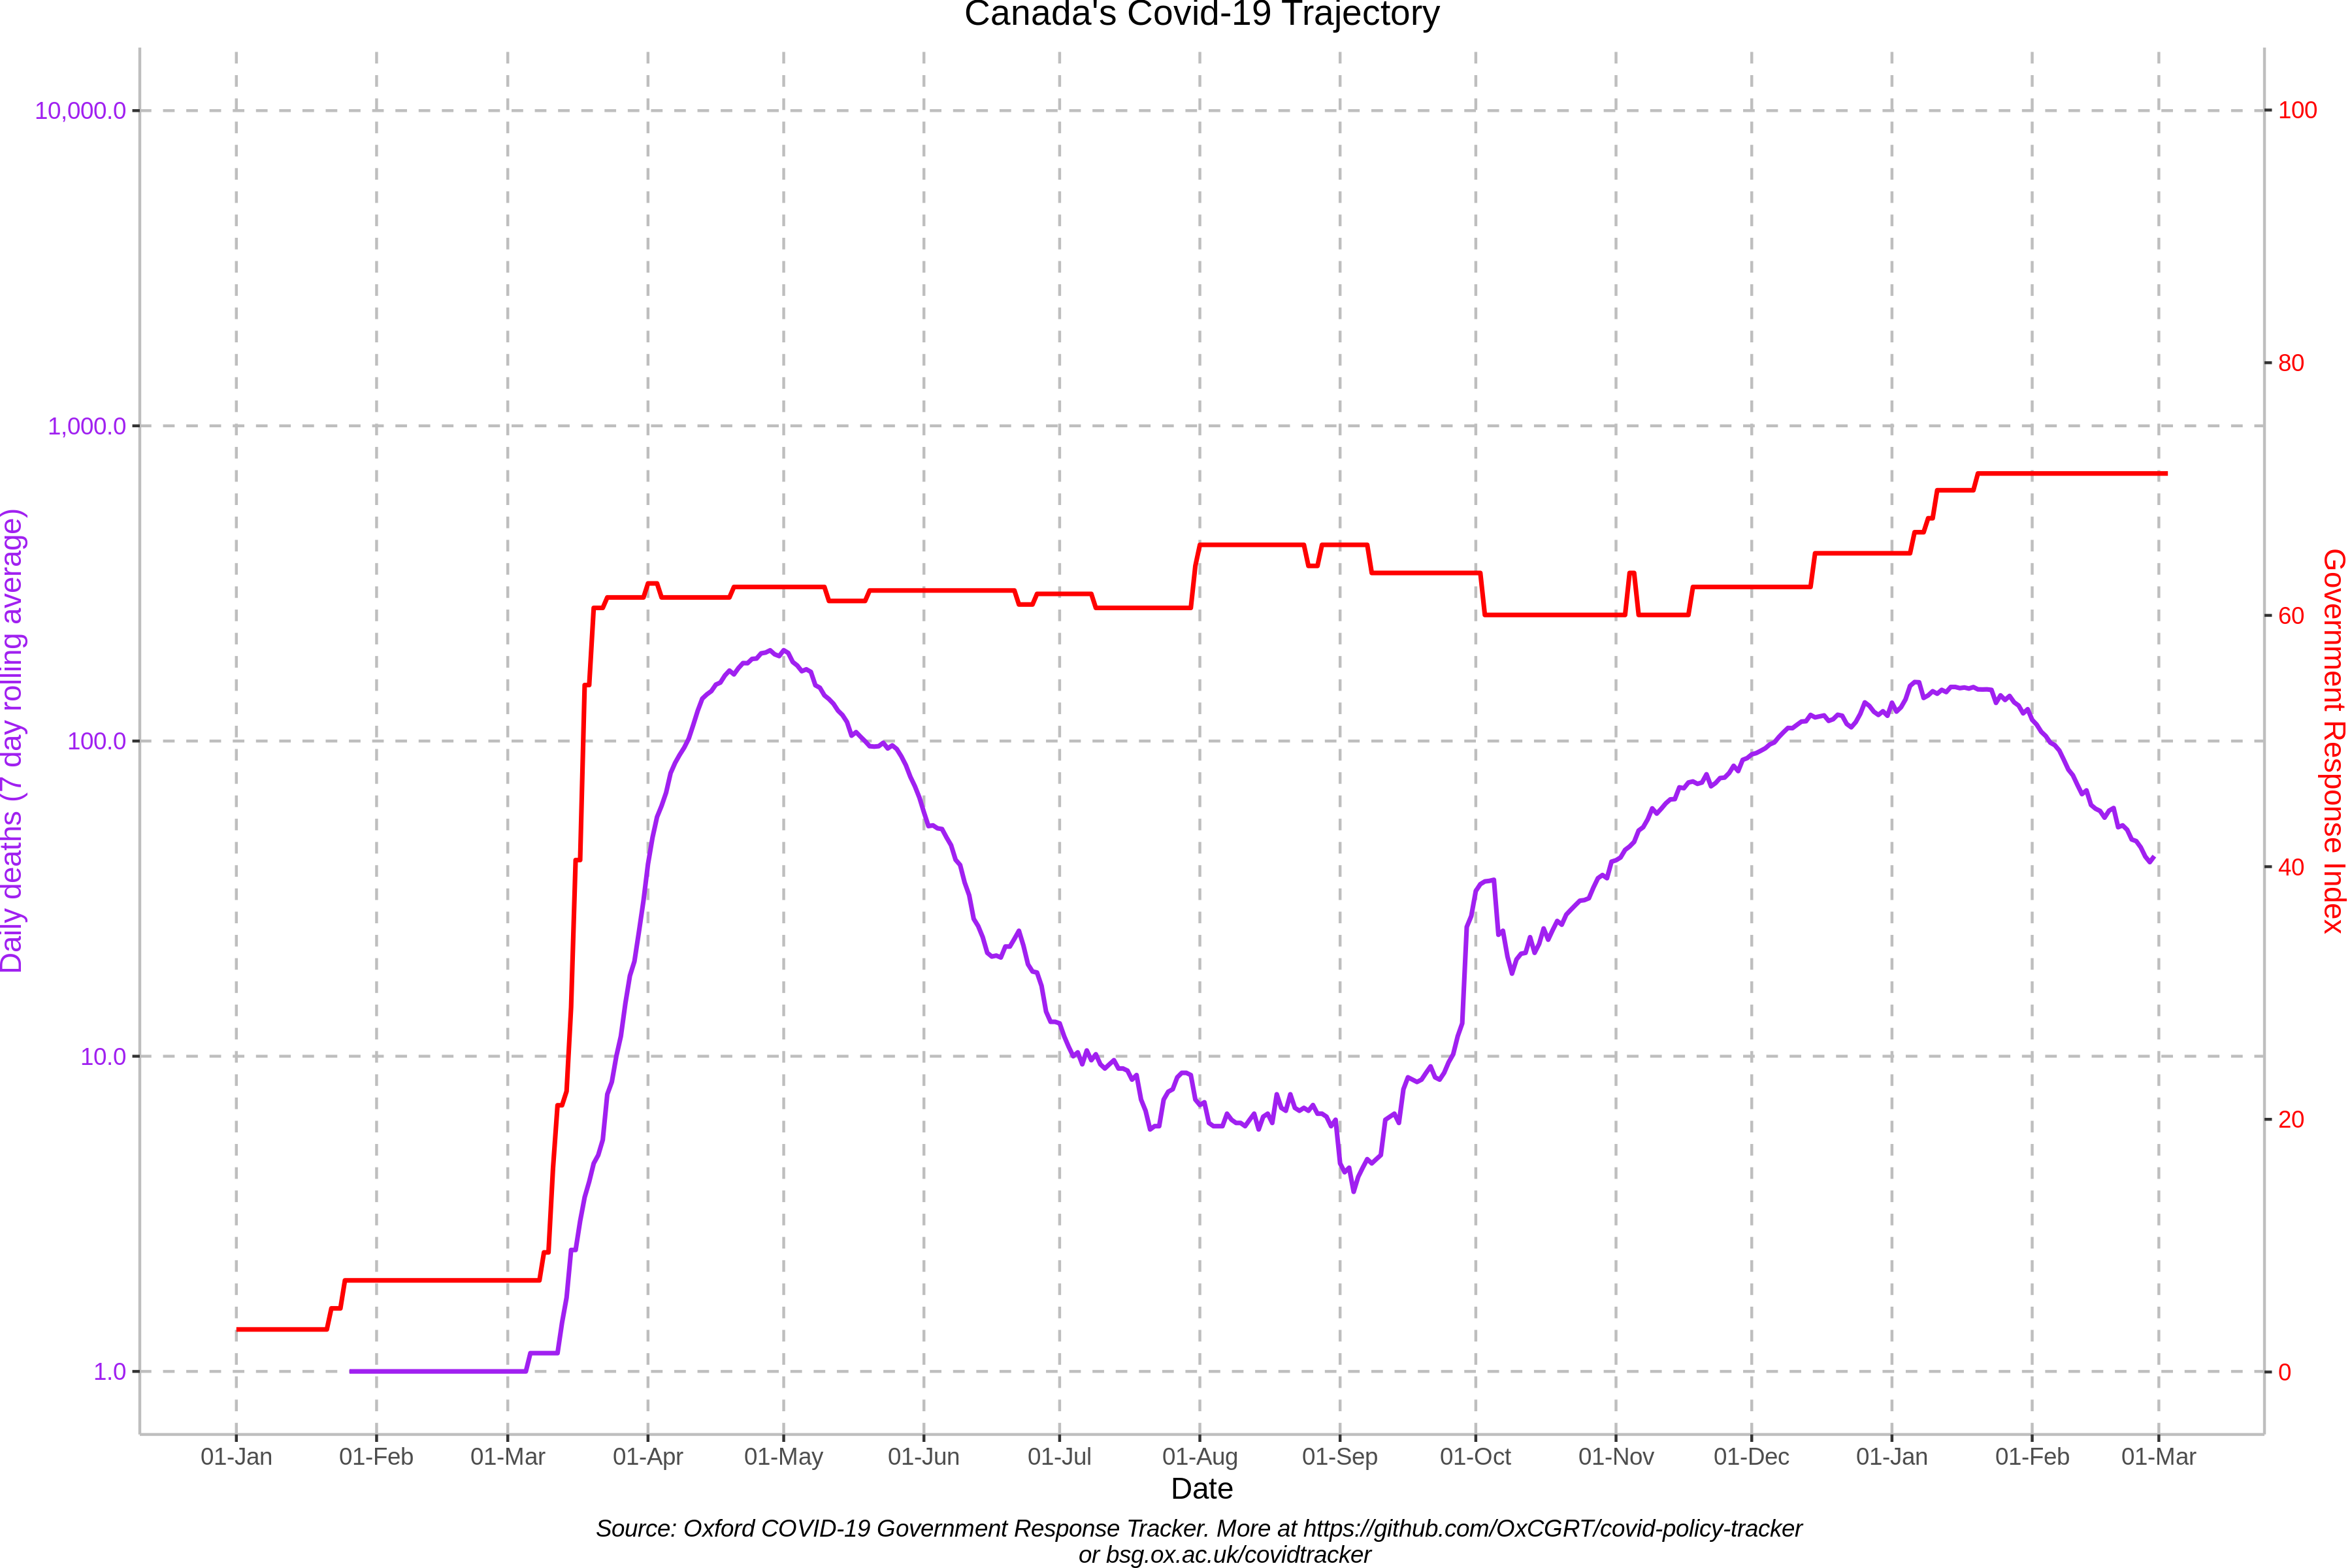 Canada's Covid-19 Trajectory
10,000.0
1,000.0
100.0
10.0
1.0
Daily deaths (7 day rolling average)
100
80
60
40
20
0
Government Response Index
01-Jan 01-Feb 01-Mar 01-Apr 01-May 01-Jun 01-Jul 01-Aug 01-Sep 01-Oct 01-Nov 01-Dec 01-Jan 01-Feb 01-Mar
Date
Source: Oxford COVID-19 Government Response Tracker. More at https://github.com/OxCGRT/covid-policy-tracker
or bsg.ox.ac.uk/covidtracker